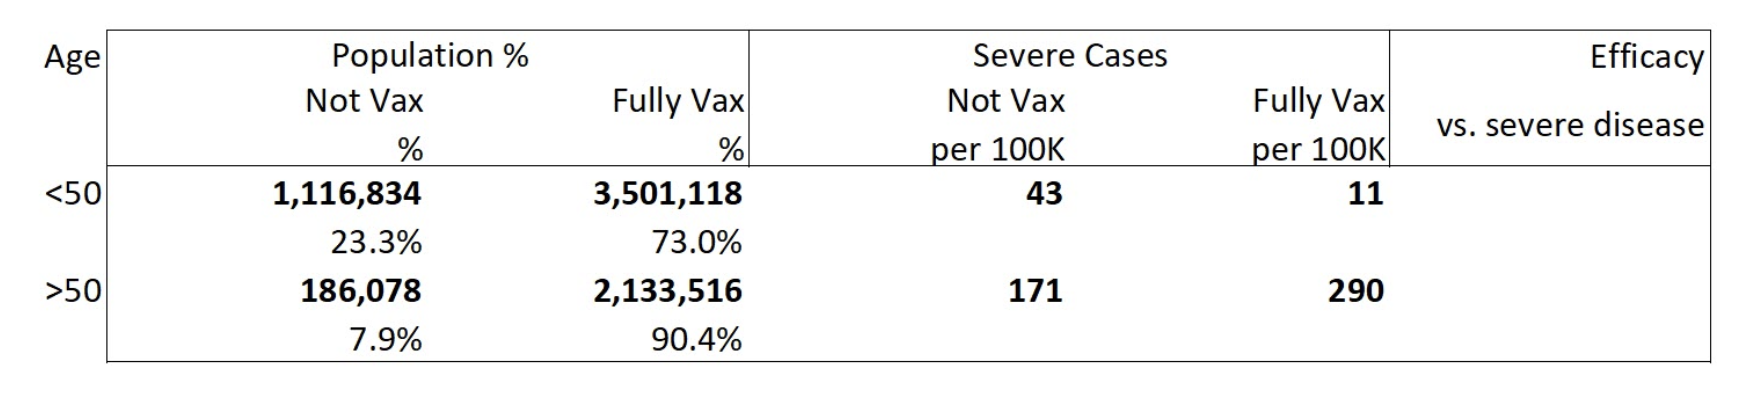 Age Population % Severe Cases Efficacy
Not Vax Fully Vax Not Vax Fully Vax vs. severe disease
% % per 100K per 100K
<50 1,116,834 3,501,118 43 11
23.3% 73.0%
>50 186,078 2,133,516 171 290
7.9% 90.4%